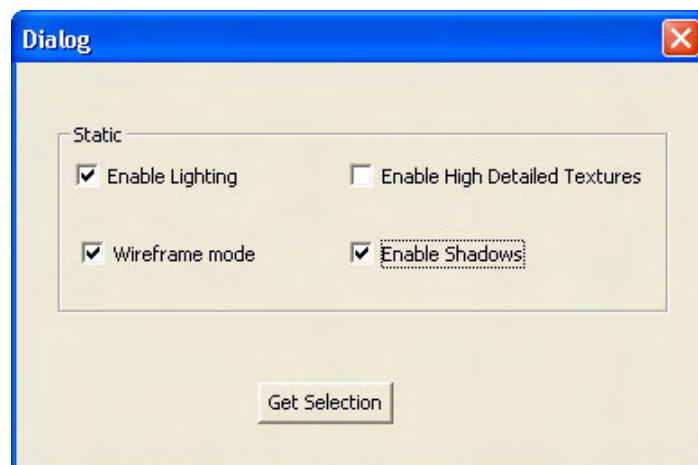 Dialog
Static
Enable Lighting
Enable High Detailed Textures
Wireframe mode
Enable Shadows
Get Selection